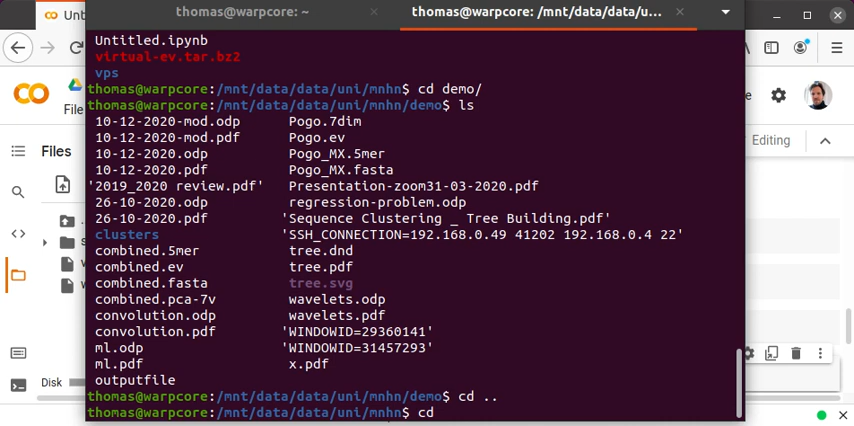 Unt
thomas@warpcore: ~
thomas@warpcore: /mnt/data/data/u...
File
Editing
Files
Disk
Untitled.ipynb
virtual-ev.tar.bz2
vps
thomas@warpcore:/mnt/data/data/uni/mnhn$ cd demo/
thomas@warpcore:/mnt/data/data/uni/mnhn/demo$ ls
10-12-2020-mod.odp Pogo.7dim
10-12-2020-mod.pdf Pogo.ev
10-12-2020.odp Pogo_MX.5mer
10-12-2020.pdf Pogo_MX.fasta
'2019_2020 review.pdf' Presentation-zoom31-03-2020.pdf
26-10-2020.odp regression-problem.odp
26-10-2020.pdf 'Sequence Clustering _ Tree Building.pdf'
clusters 'SSH_CONNECTION=192.168.0.49 41202 192.168.0.4 22'
combined.5mer tree.dnd
combined.ev tree.pdf
combined.fasta tree.svg
combined.pca-7v wavelets.odp
convolution.odp wavelets.pdf
convolution.pdf 'WINDOWID=29360141'
ml.odp 'WINDOWID=31457293'
ml.pdf x.pdf
outputfile
thomas@warpcore:/mnt/data/data/uni/mnhn/demo$ cd ..
thomas@warpcore:/mnt/data/data/uni/mnhn$ cd